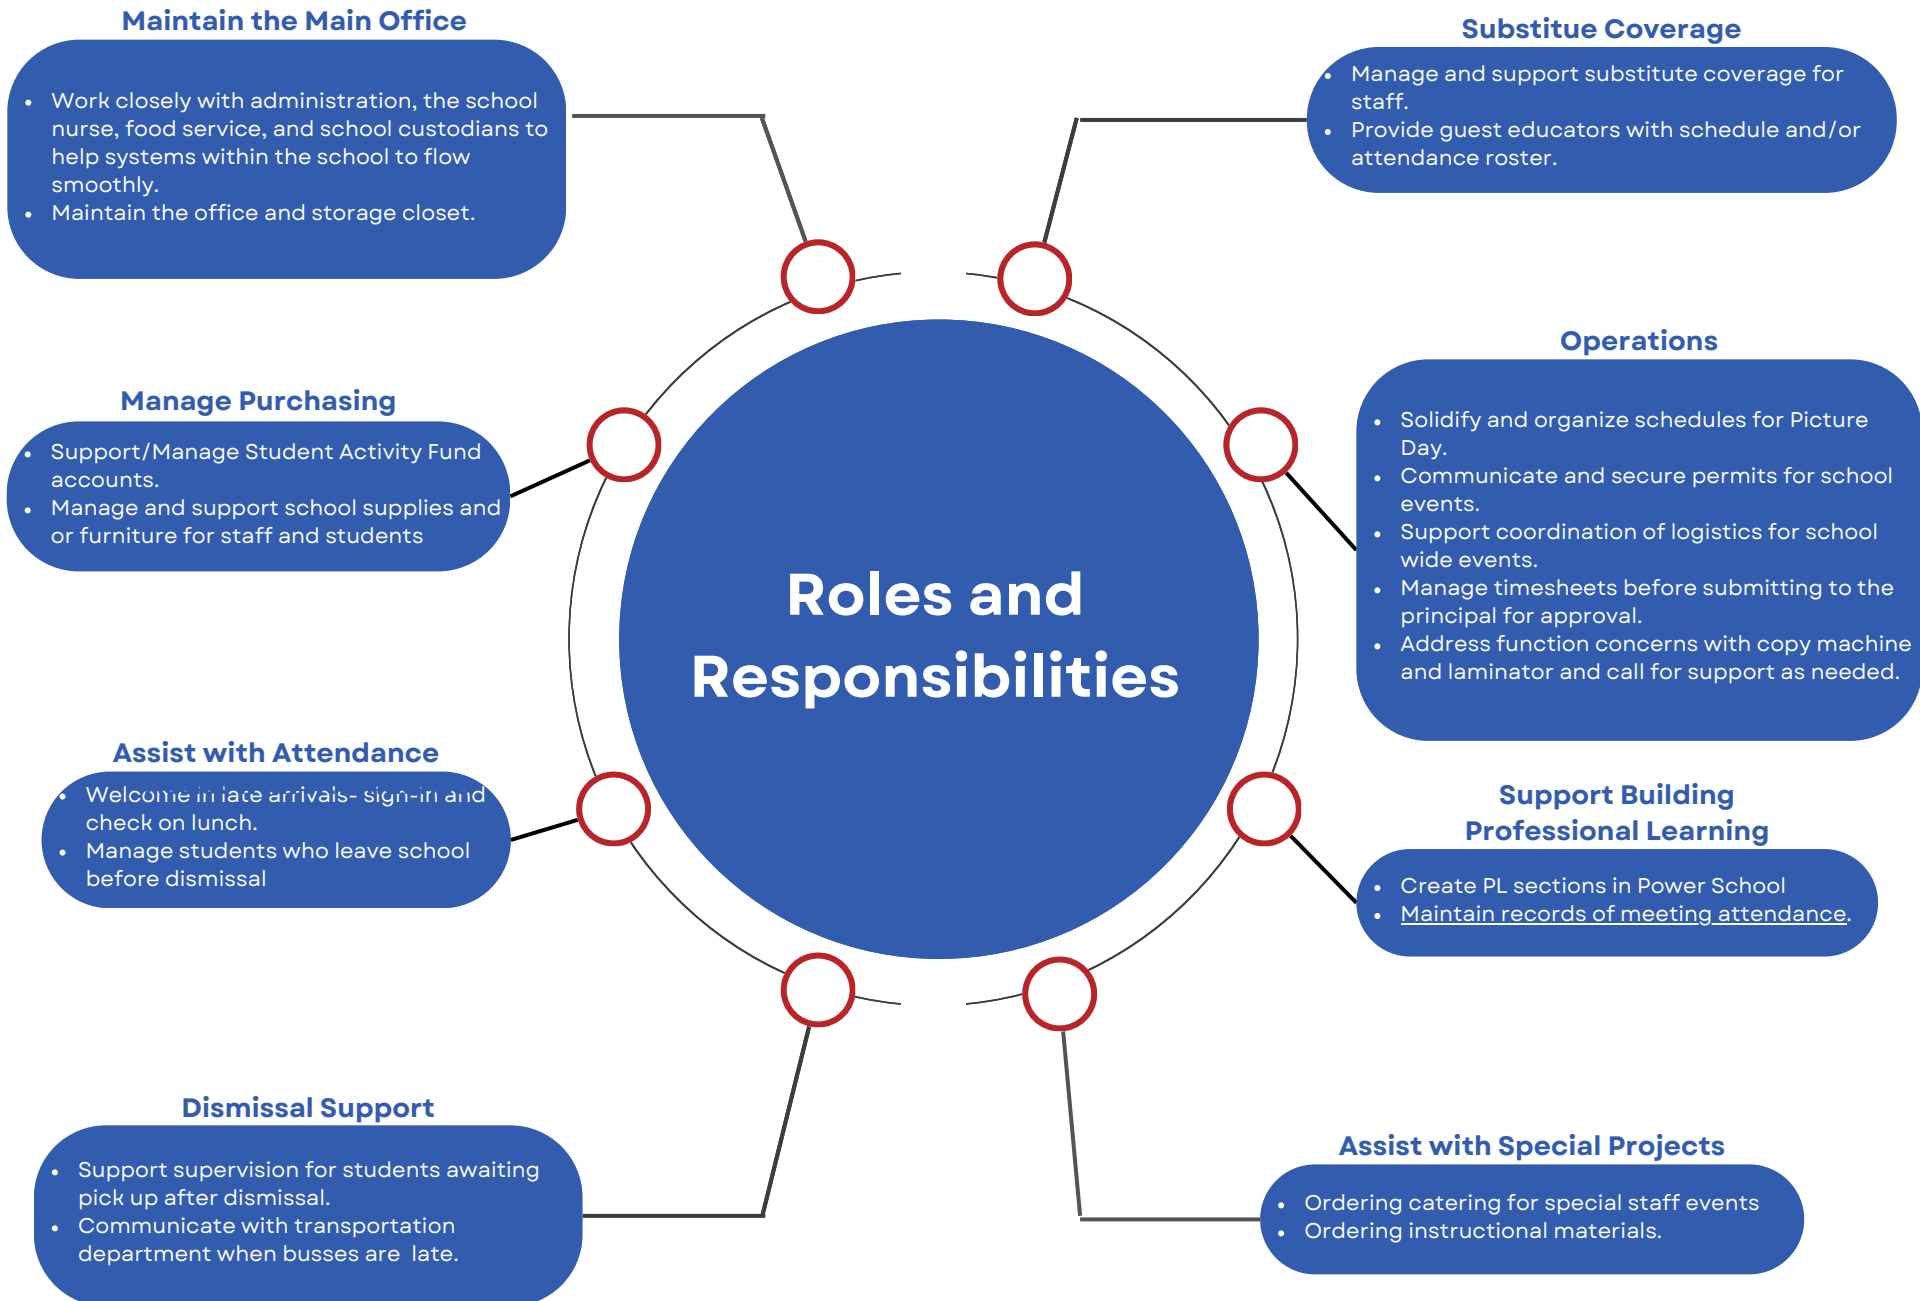 Maintain the Main Office
• Work closely with administration, the school
nurse, food service, and school custodians to
help systems within the school to flow
smoothly.
• Maintain the office and storage closet.
Manage Purchasing
• Support/Manage Student Activity Fund
accounts.
• Manage and support school supplies and
or furniture for staff and students
Assist with Attendance
• Welcome in late arrivals- sign-in and
check on lunch.
• Manage students who leave school
before dismissal
Dismissal Support
• Support supervision for students awaiting
pick up after dismissal.
• Communicate with transportation
department when busses are  late.
Roles and
Responsibilities
Substitue Coverage
• Manage and support substitute coverage for
staff.
• Provide guest educators with schedule and/or
attendance roster.
Operations
• Solidify and organize schedules for Picture
Day.
• Communicate and secure permits for school
events.
• Support coordination of logistics for school
wide events.
• Manage timesheets before submitting to the
principal for approval.
• Address function concerns with copy machine
and laminator and call for support as needed.
Support Building
Professional Learning
• Create PL sections in Power School
• Maintain records of meeting attendance.
Assist with Special Projects
• Ordering catering for special staff events
• Ordering instructional materials.